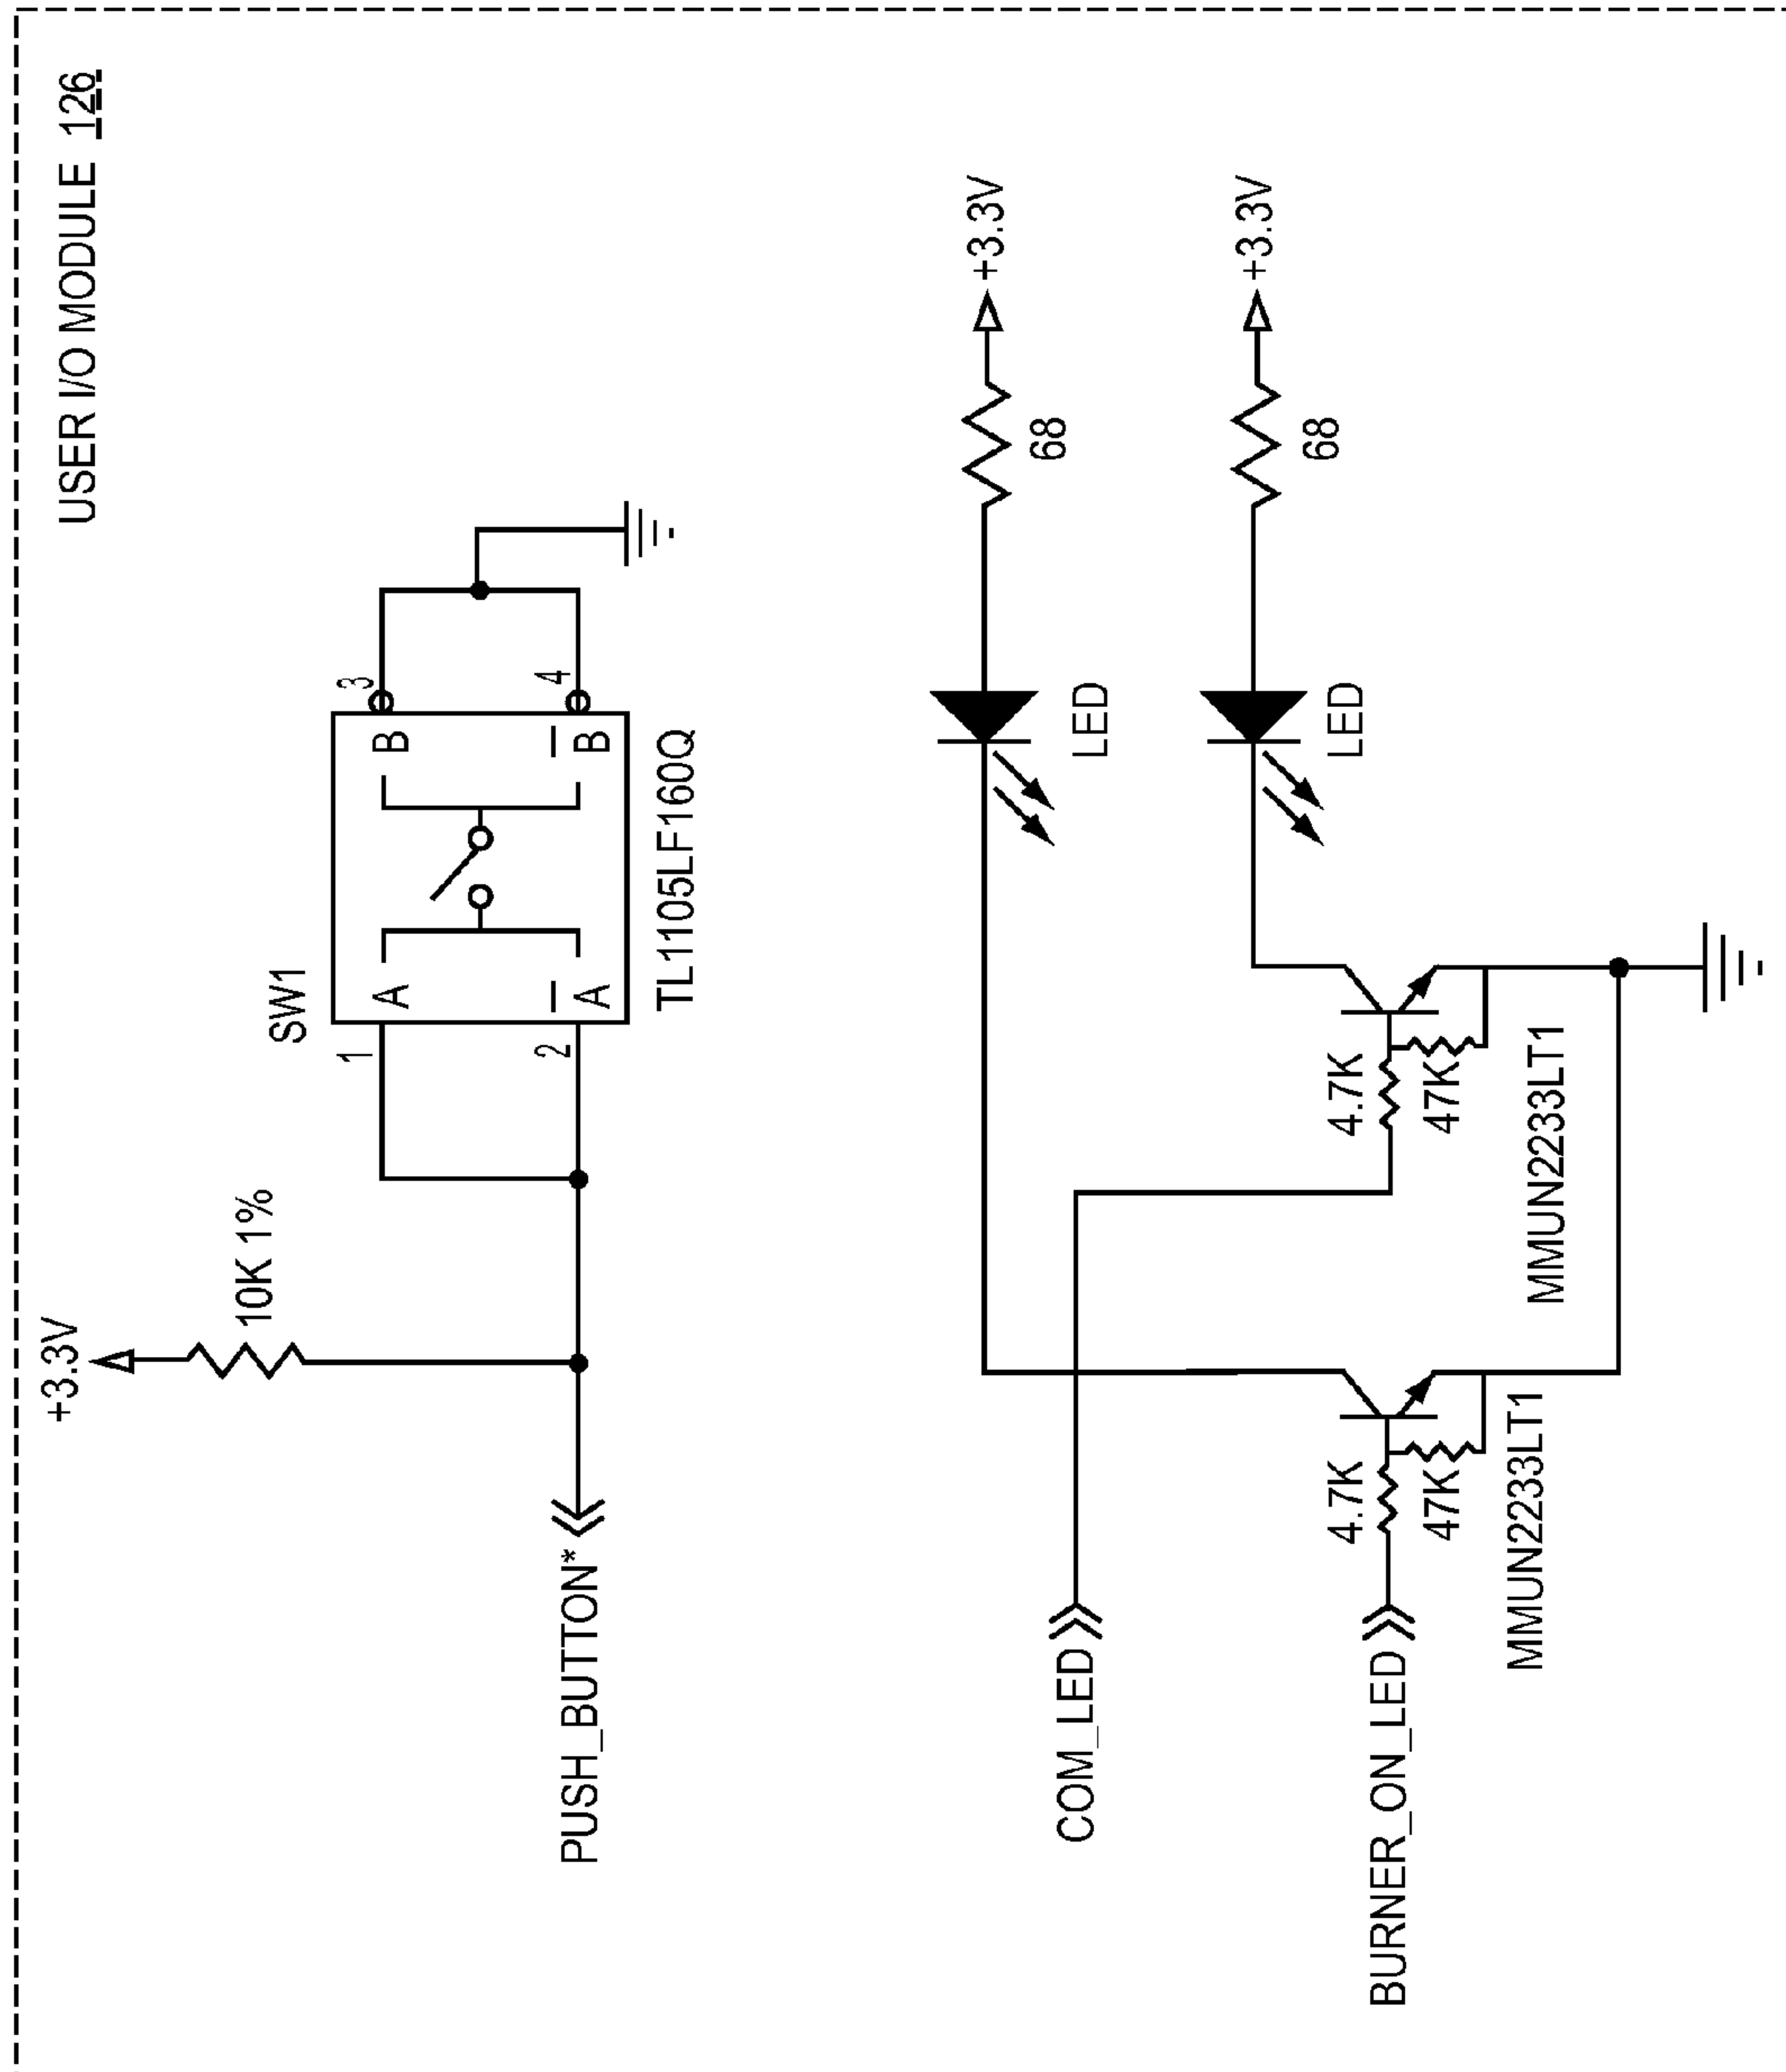 USER I/O MODULE 126
+3.3V
10K 1%
SW1
1
A
B
3
2
A
B
4
PUSH_BUTTON*
TL1105LF160Q
+3.3V
68
LED
COM_LED
+3.3V
68
LED
4.7K
47K
MMUN2233LT1
BURNER_ON_LED
4.7K
47K
MMUN2233LT1